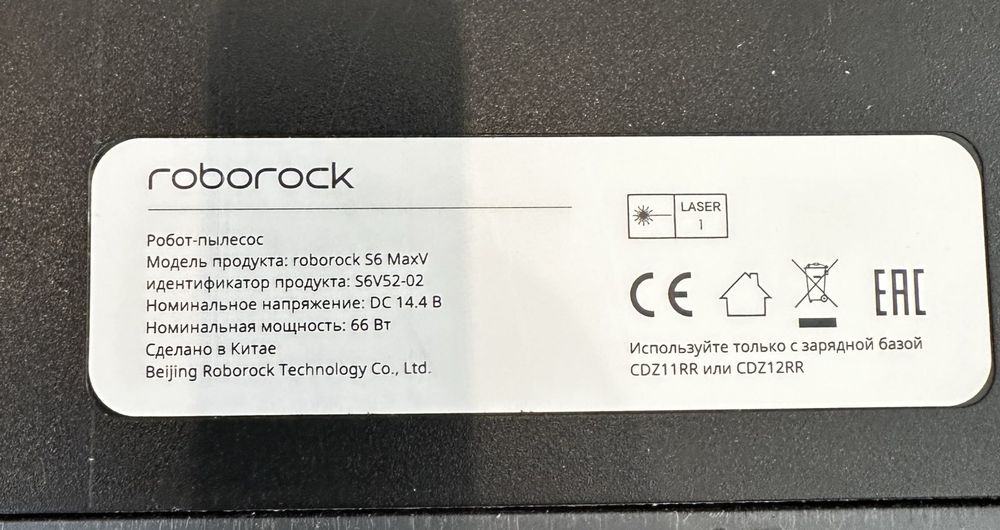 roborock
Робот-пылесос
Модель продукта: roborock S6 MaxV
идентификатор продукта: S6V52-02
Номинальное напряжение: DC 14.4 В
Номинальная мощность: 66 Вт
Сделано в Китае
Beijing Roborock Technology Co., Ltd.
LASER
1
CE
EAC
Используйте только с зарядной базой
CDZ11RR или CDZ12RR